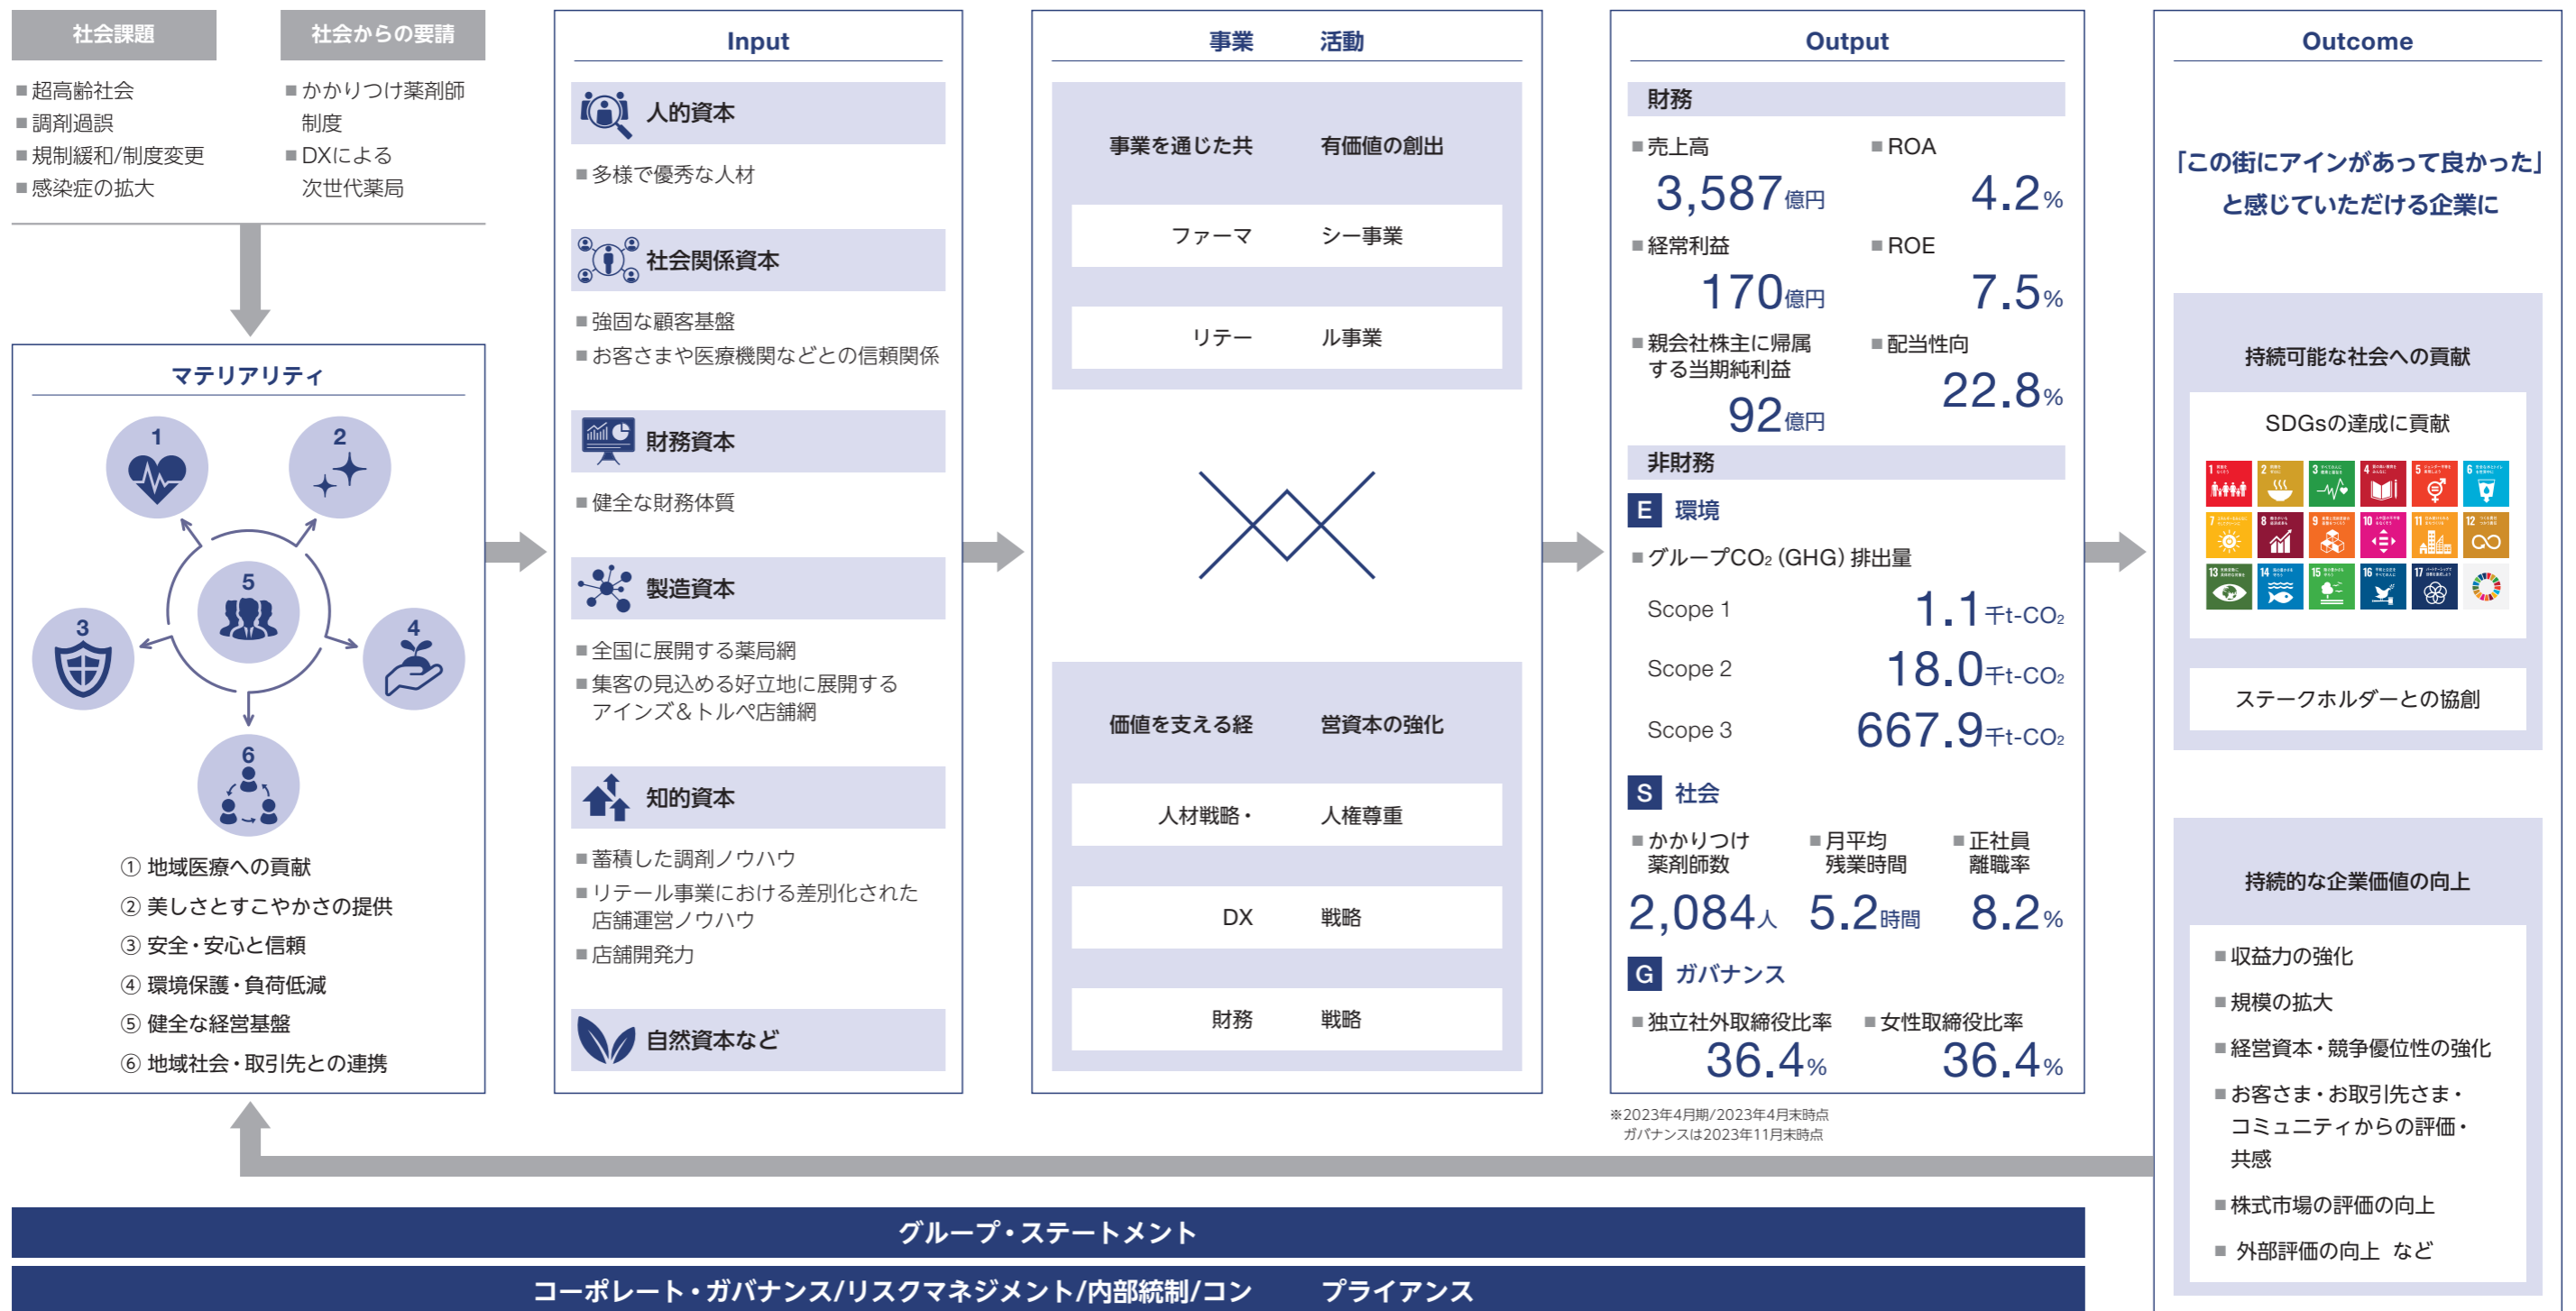 社会課題
超高齢社会
調剤過誤
規制緩和/制度変更
感染症の拡大
社会からの要請
かかりつけ薬剤師
制度
DXによる
次世代薬局
マテリアリティ
1
2
3
4
5
6
① 地域医療への貢献
② 美しさとすこやかさの提供
③ 安全・安心と信頼
④ 環境保護・負荷低減
⑤ 健全な経営基盤
⑥ 地域社会・取引先との連携
Input
人的資本
多様で優秀な人材
社会関係資本
強固な顧客基盤
お客さまや医療機関などとの信頼関係
財務資本
健全な財務体質
製造資本
全国に展開する薬局網
集客の見込める好立地に展開する
アインズ&トルペ店舗網
知的資本
蓄積した調剤ノウハウ
リテール事業における差別化された
店舗運営ノウハウ
店舗開発力
自然資本など
事業 活動
事業を通じた共 有価値の創出
ファーマ シー事業
リテー ル事業
価値を支える経 営資本の強化
人材戦略・ 人権尊重
DX 戦略
財務 戦略
Output
財務
売上高
3,587億円
ROA
4.2%
経常利益
170億円
ROE
7.5%
親会社株主に帰属
する当期純利益
92億円
配当性向
22.8%
非財務
E 環境
グループCO₂(GHG)排出量
Scope 1 1.1千t-CO₂
Scope 2 18.0千t-CO₂
Scope 3 667.9千t-CO₂
S 社会
かかりつけ
薬剤師数
2,084人
月平均
残業時間
5.2時間
正社員
離職率
8.2%
G ガバナンス
独立社外取締役比率
36.4%
女性取締役比率
36.4%
※2023年4月期/2023年4月末時点
ガバナンスは2023年11月末時点
Outcome
「この街にアインがあって良かった」
と感じていただける企業に
持続可能な社会への貢献
SDGsの達成に貢献
1 2 3 4 5 6
7 8 9 10 11 12
13 14 15 16 17
ステークホルダーとの協創
持続的な企業価値の向上
収益力の強化
規模の拡大
経営資本・競争優位性の強化
お客さま・お取引先さま・
コミュニティからの評価・
共感
株式市場の評価の向上
外部評価の向上 など
グループ・ステートメント
コーポレート・ガバナンス/リスクマネジメント/内部統制/コン プライアンス